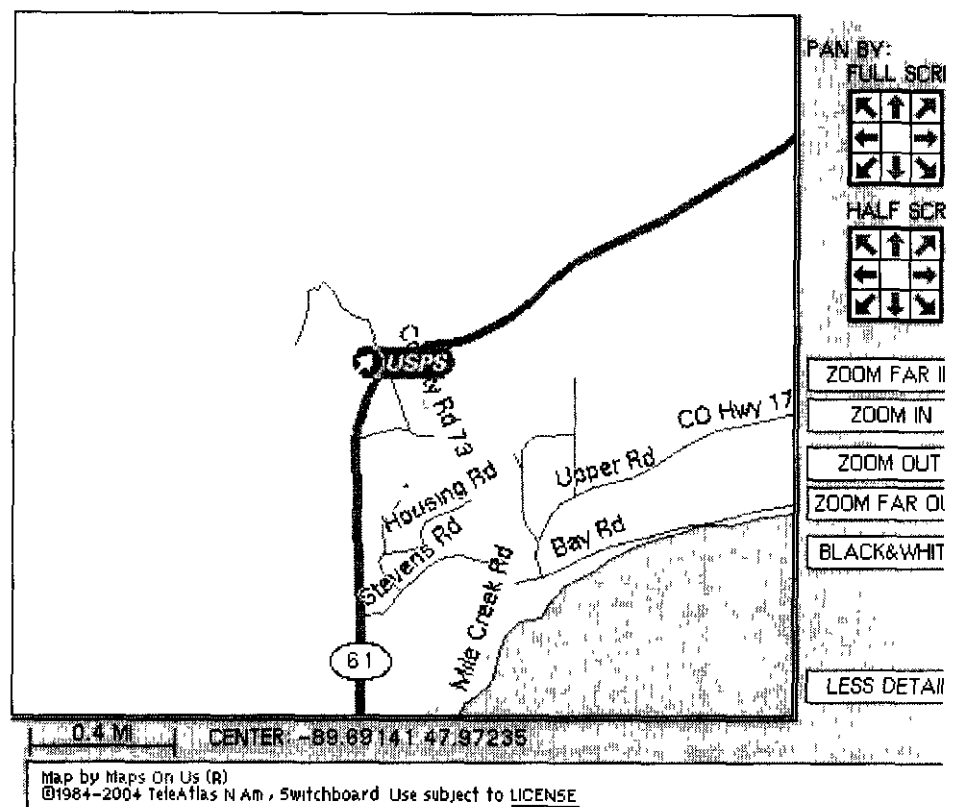 PAN BY:
FULL SCRE
HALF SCR
USPS
Rd 73
CO Hwy 17
Upper Rd
Housing Rd
Bay Rd
Stevens Rd
Mile Creek Rd
61
ZOOM FAR I
ZOOM IN
ZOOM OUT
ZOOM FAR OU
BLACK&WHIT
LESS DETAI
0.4 MI
CENTER: -89.69141 47.97235
Map by Maps On Us (R)
©1984-2004 TeleAtlas N Am, Switchboard Use subject to LICENSE